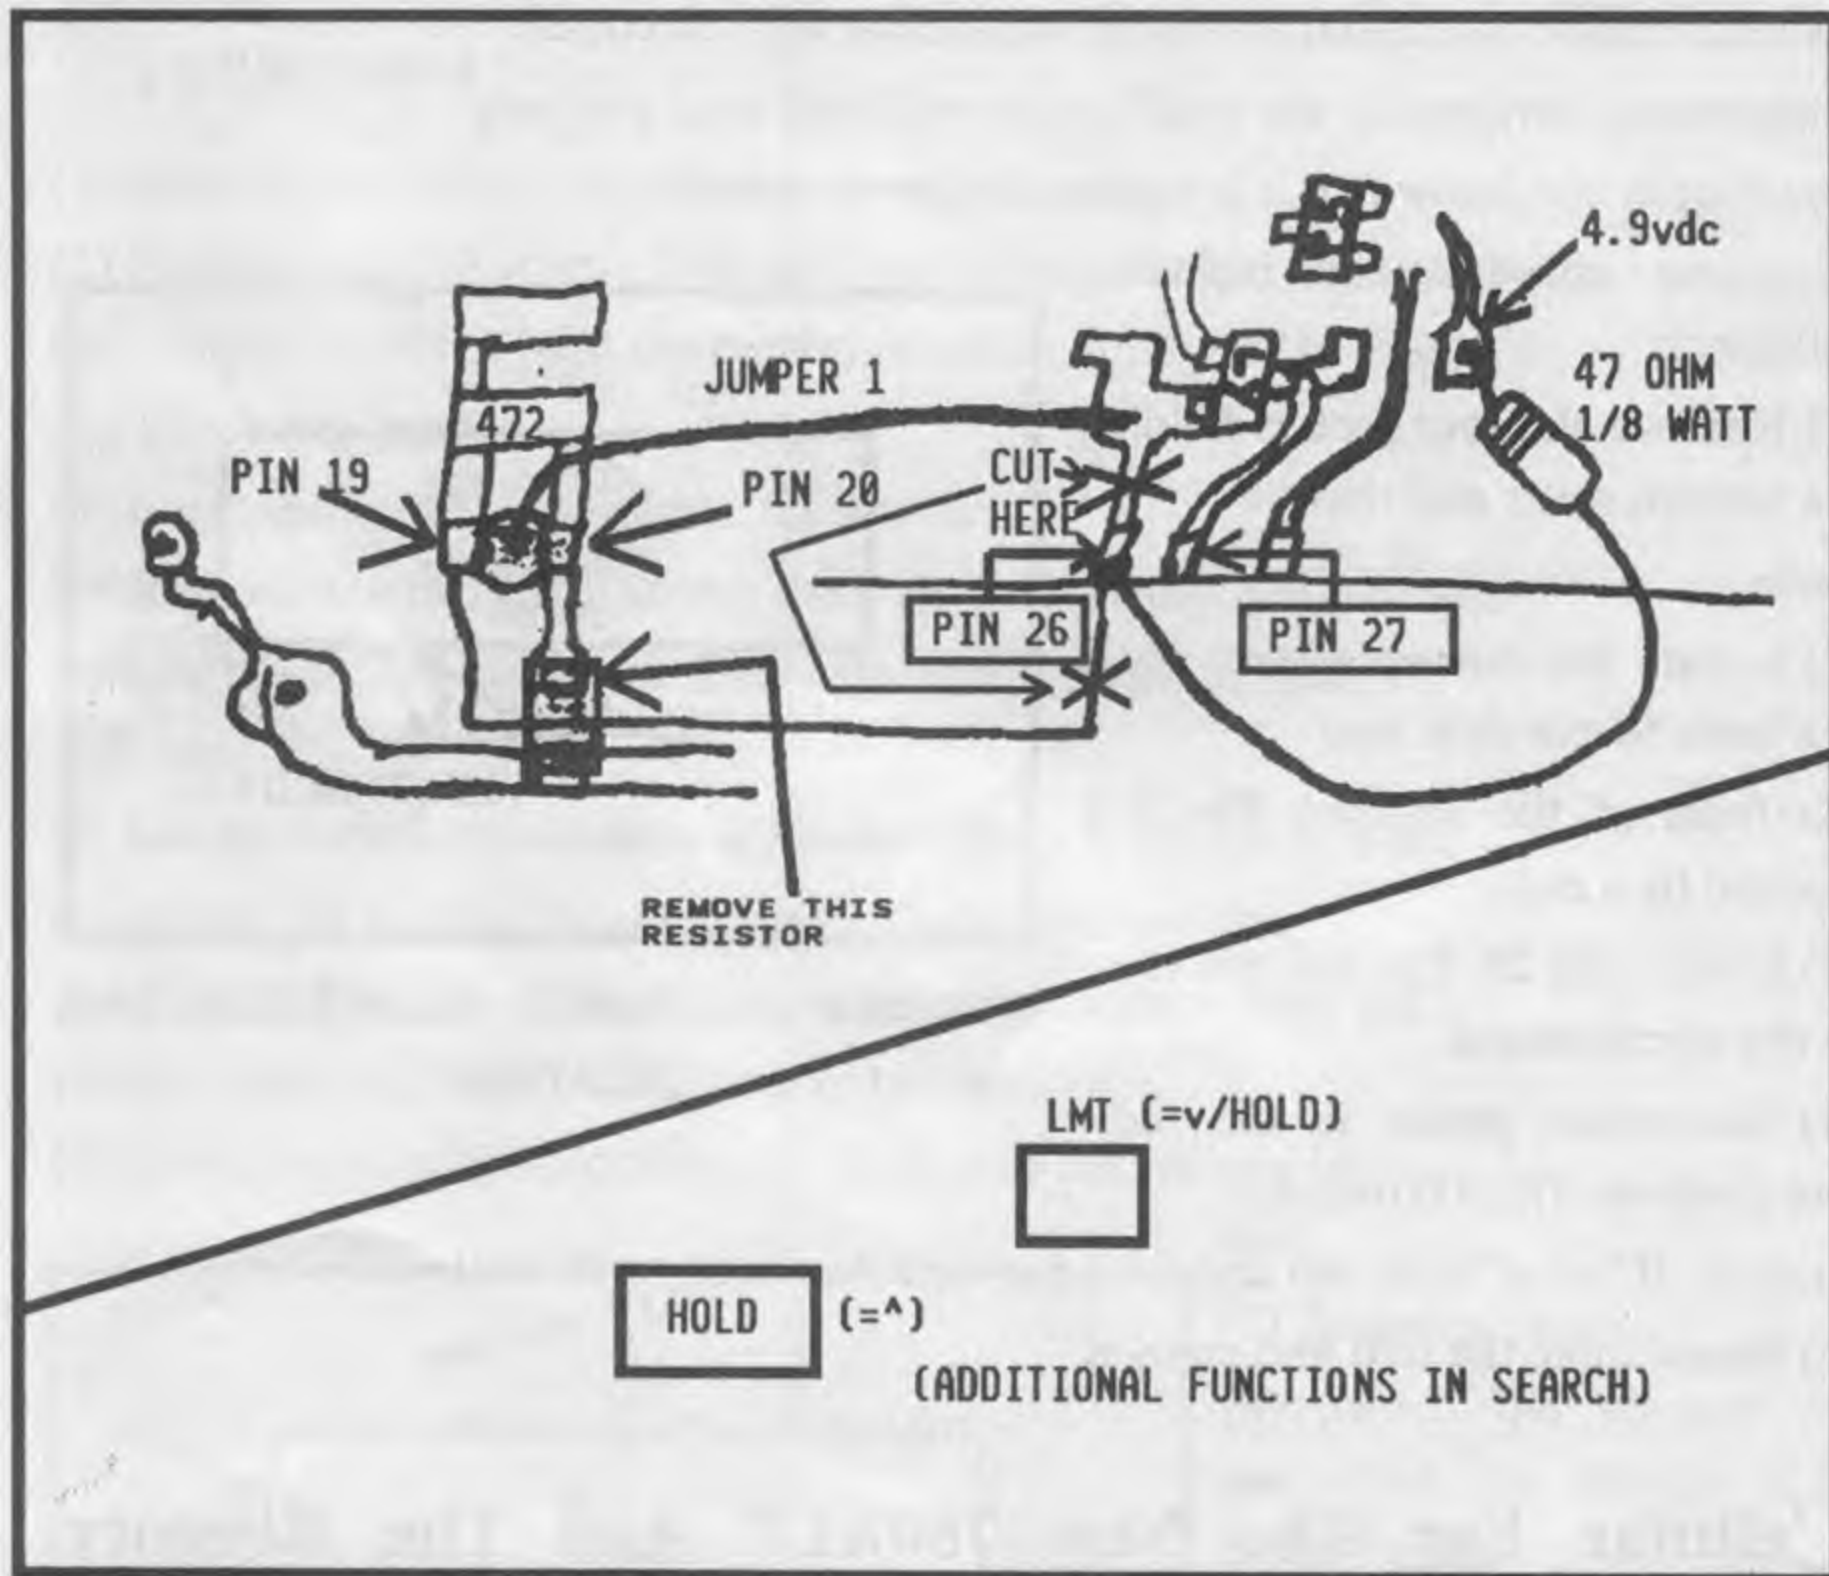 4.9vdc
JUMPER 1
47 OHM
1/8 WATT
472
PIN 19
PIN 20
CUT
HERE
PIN 26
PIN 27
REMOVE THIS
RESISTOR
LMT (=v/HOLD)
HOLD (=^)
(ADDITIONAL FUNCTIONS IN SEARCH)